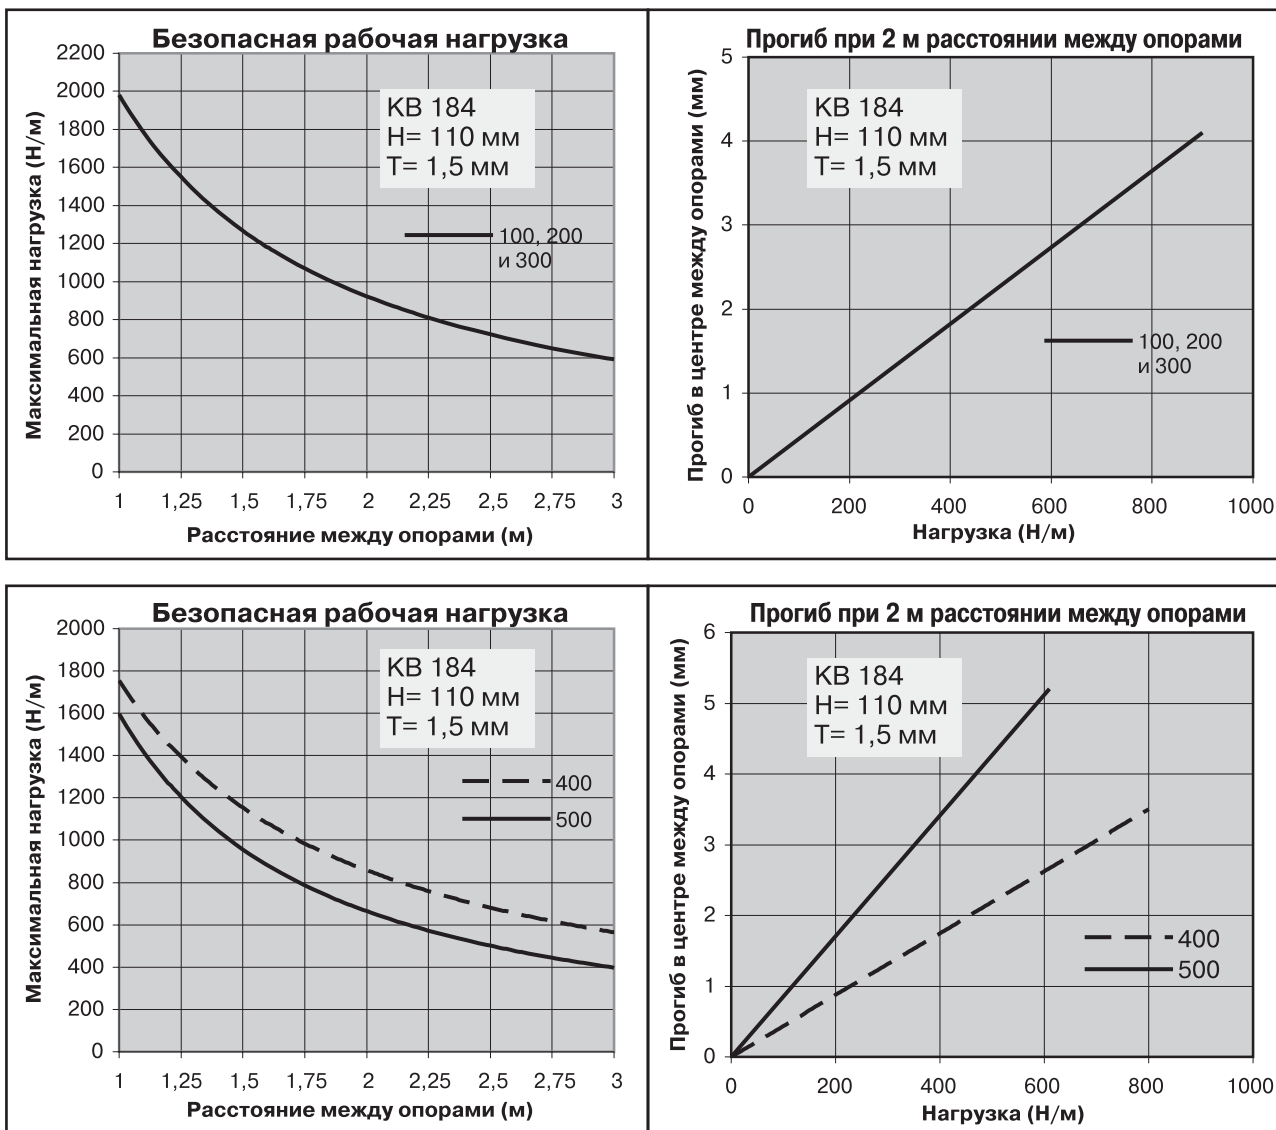 Безопасная рабочая нагрузка
Максимальная нагрузка (Н/м)
2200
2000
1800
1600
1400
1200
1000
800
600
400
200
0
КВ 184
Н= 110 мм
Т= 1,5 мм
100, 200
и 300
1 1,25 1,5 1,75 2 2,25 2,5 2,75 3
Расстояние между опорами (м)
Прогиб при 2 м расстоянии между опорами
Прогиб в центре между опорами (мм)
5
4
3
2
1
0
КВ 184
Н= 110 мм
Т= 1,5 мм
100, 200
и 300
0 200 400 600 800 1000
Нагрузка (Н/м)
Безопасная рабочая нагрузка
Максимальная нагрузка (Н/м)
2000
1800
1600
1400
1200
1000
800
600
400
200
0
КВ 184
Н= 110 мм
Т= 1,5 мм
400
500
1 1,25 1,5 1,75 2 2,25 2,5 2,75 3
Расстояние между опорами (м)
Прогиб при 2 м расстоянии между опорами
Прогиб в центре между опорами (мм)
6
5
4
3
2
1
0
КВ 184
Н= 110 мм
Т= 1,5 мм
400
500
0 200 400 600 800 1000
Нагрузка (Н/м)